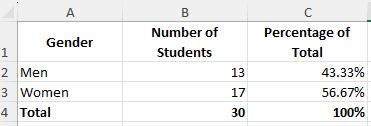 A B C
1 Gender Number of Students Percentage of Total
2 Men 13 43.33%
3 Women 17 56.67%
4 Total 30 100%